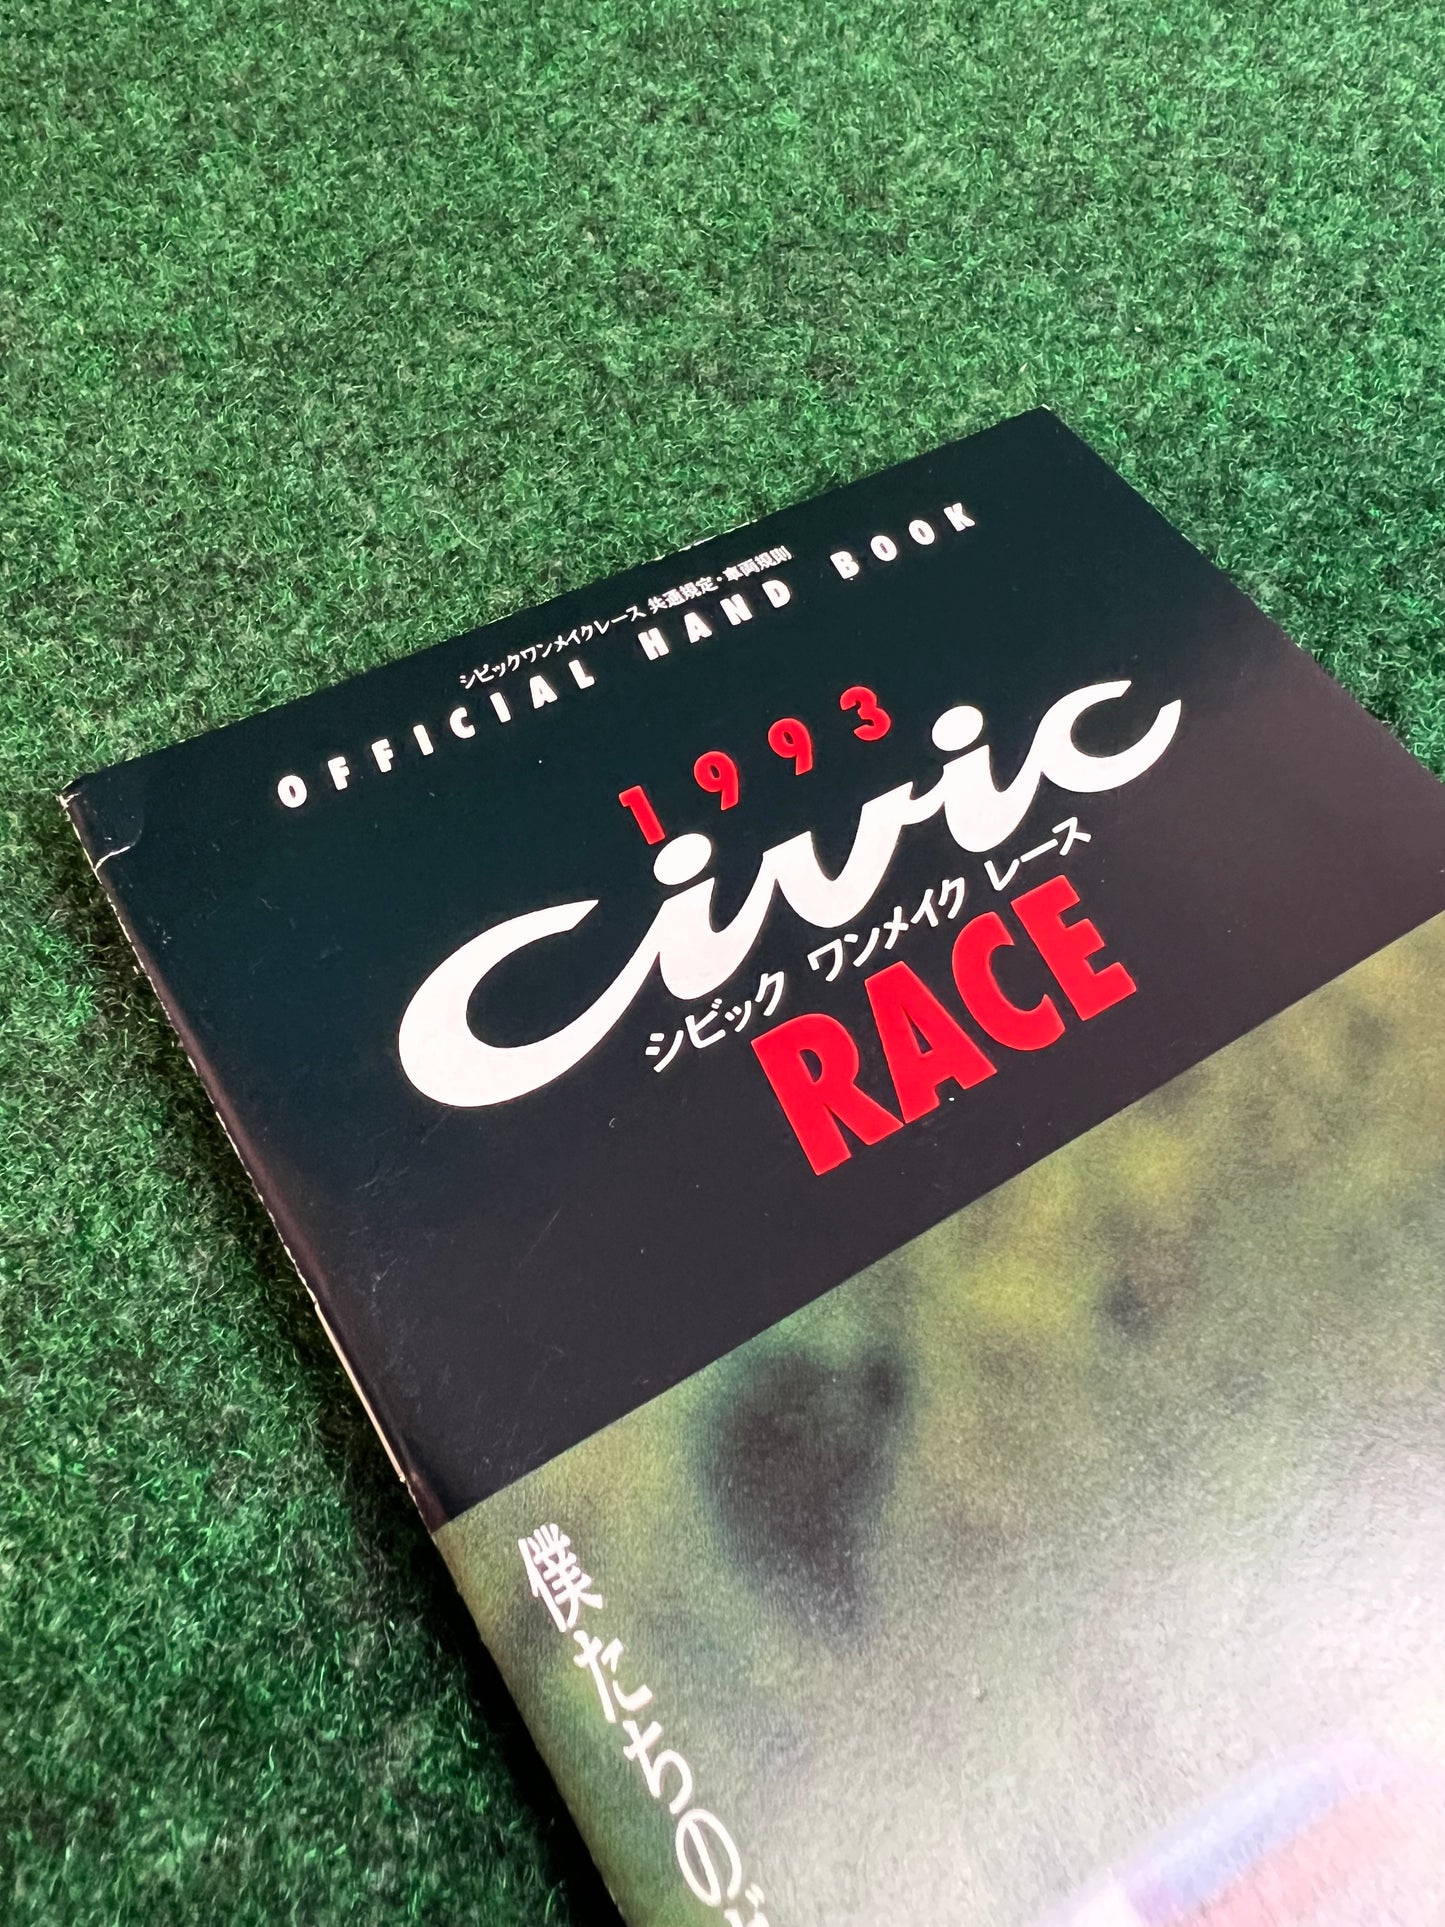 シビックワンメイクレース 共通規定・車両規則
OFFICIAL HAND BOOK
1993
civic
シビック ワンメイク レース
RACE
僕たちの